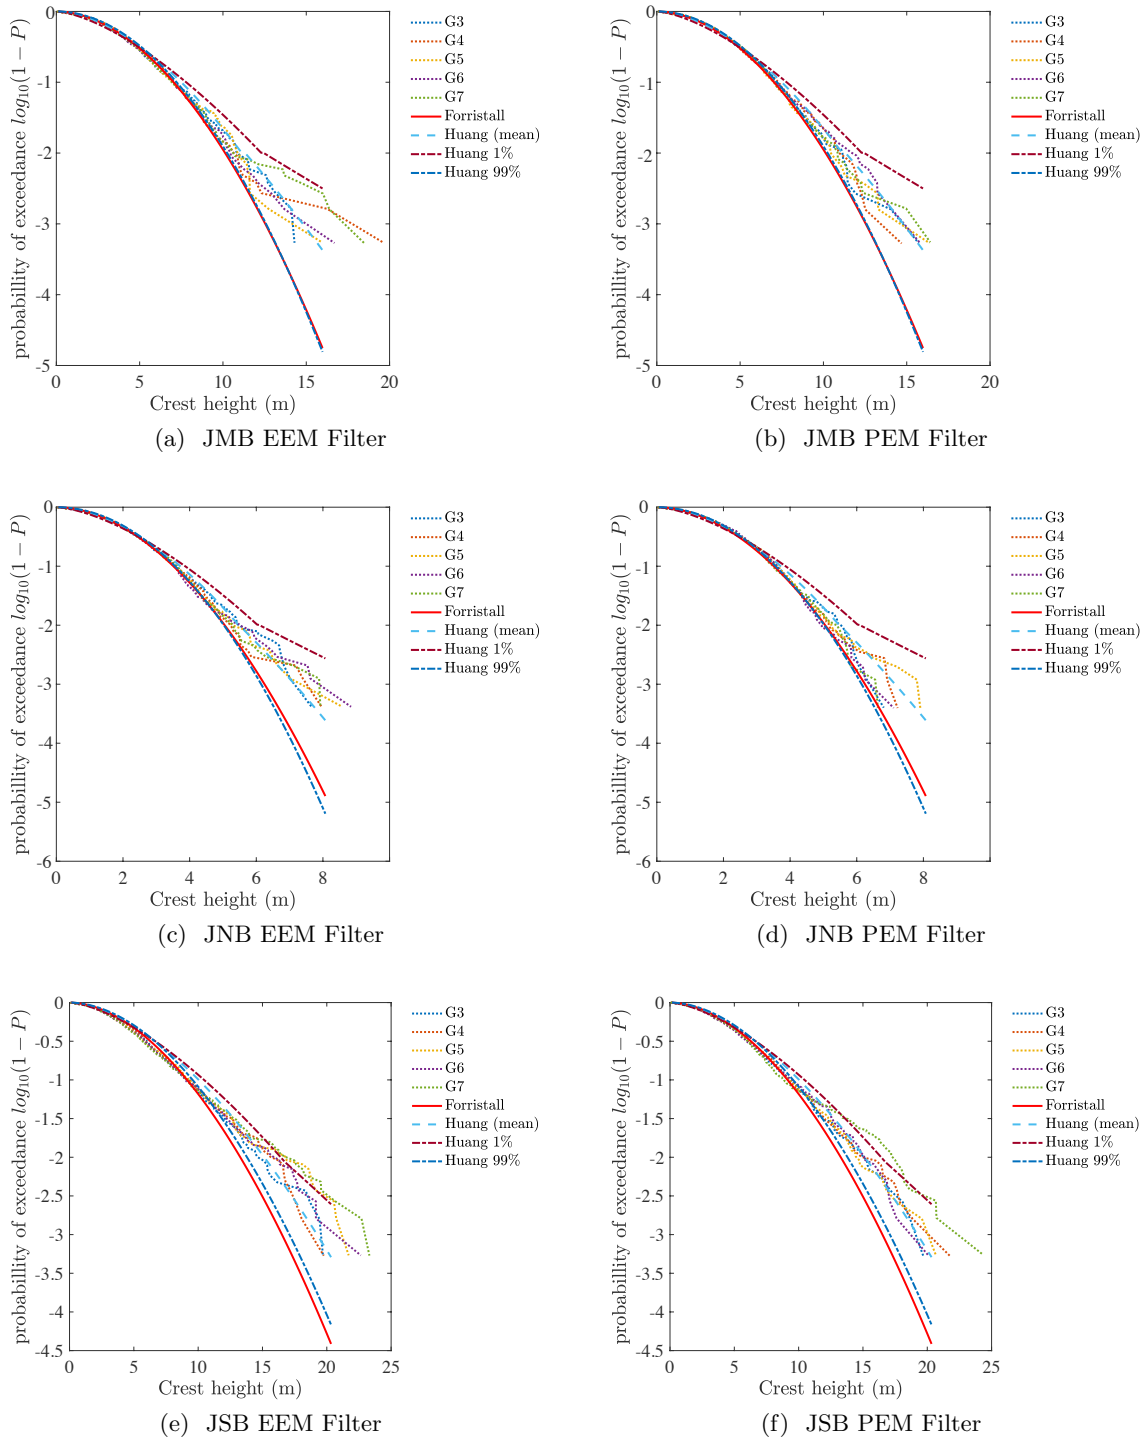 0
-1
-2
-3
-4
-5
0 5 10 15 20
probabillity of exceedance log10(1 − P)
Crest height (m)
G3
G4
G5
G6
G7
Forristall
Huang (mean)
Huang 1%
Huang 99%
(a) JMB EEM Filter
0
-1
-2
-3
-4
-5
0 5 10 15 20
probabillity of exceedance log10(1 − P)
Crest height (m)
G3
G4
G5
G6
G7
Forristall
Huang (mean)
Huang 1%
Huang 99%
(b) JMB PEM Filter
0
-1
-2
-3
-4
-5
-6
0 2 4 6 8
probabillity of exceedance log10(1 − P)
Crest height (m)
G3
G4
G5
G6
G7
Forristall
Huang (mean)
Huang 1%
Huang 99%
(c) JNB EEM Filter
0
-1
-2
-3
-4
-5
-6
0 2 4 6 8
probabillity of exceedance log10(1 − P)
Crest height (m)
G3
G4
G5
G6
G7
Forristall
Huang (mean)
Huang 1%
Huang 99%
(d) JNB PEM Filter
0
-0.5
-1
-1.5
-2
-2.5
-3
-3.5
-4
-4.5
0 5 10 15 20 25
probabillity of exceedance log10(1 − P)
Crest height (m)
G3
G4
G5
G6
G7
Forristall
Huang (mean)
Huang 1%
Huang 99%
(e) JSB EEM Filter
0
-0.5
-1
-1.5
-2
-2.5
-3
-3.5
-4
-4.5
0 5 10 15 20 25
probabillity of exceedance log10(1 − P)
Crest height (m)
G3
G4
G5
G6
G7
Forristall
Huang (mean)
Huang 1%
Huang 99%
(f) JSB PEM Filter